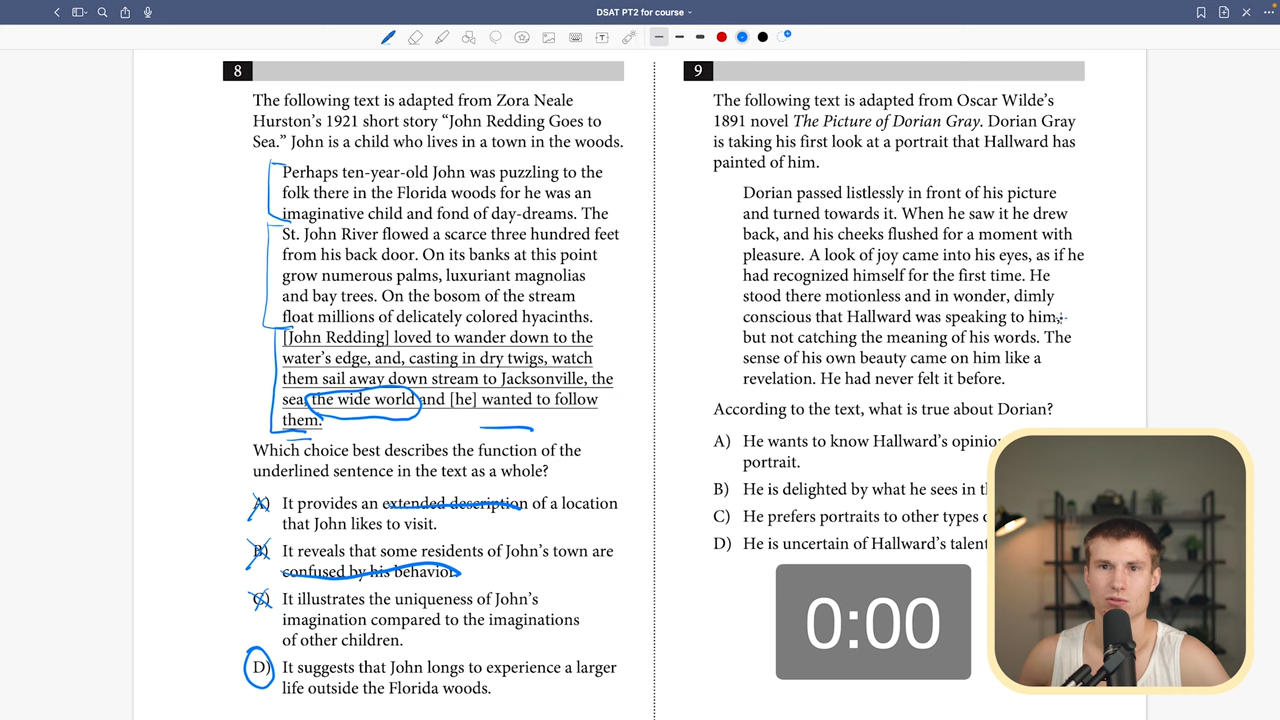 DSAT PT2 for course
8
The following text is adapted from Zora Neale
Hurston's 1921 short story “John Redding Goes to
Sea.” John is a child who lives in a town in the woods.
Perhaps ten-year-old John was puzzling to the
folk there in the Florida woods for he was an
imaginative child and fond of day-dreams. The
St. John River flowed a scarce three hundred feet
from his back door. On its banks at this point
grow numerous palms, luxuriant magnolias
and bay trees. On the bosom of the stream
float millions of delicately colored hyacinths.
[John Redding] loved to wander down to the
water's edge, and, casting in dry twigs, watch
them sail away down stream to Jacksonville, the
sea, the wide world and [he] wanted to follow
them.
Which choice best describes the function of the
underlined sentence in the text as a whole?
A) It provides an extended description of a location
that John likes to visit.
B) It reveals that some residents of John's town are
confused by his behavior.
C) It illustrates the uniqueness of John's
imagination compared to the imaginations
of other children.
D) It suggests that John longs to experience a larger
life outside the Florida woods.
9
The following text is adapted from Oscar Wilde's
1891 novel The Picture of Dorian Gray. Dorian Gray
is taking his first look at a portrait that Hallward has
painted of him.
Dorian passed listlessly in front of his picture
and turned towards it. When he saw it he drew
back, and his cheeks flushed for a moment with
pleasure. A look of joy came into his eyes, as if he
had recognized himself for the first time. He
stood there motionless and in wonder, dimly
conscious that Hallward was speaking to him,
but not catching the meaning of his words. The
sense of his own beauty came on him like a
revelation. He had never felt it before.
According to the text, what is true about Dorian?
A) He wants to know Hallward's
portrait.
B) He is delighted by what he sees in
C) He prefers portraits to other types
D) He is uncertain of Hallward's talent
0:00